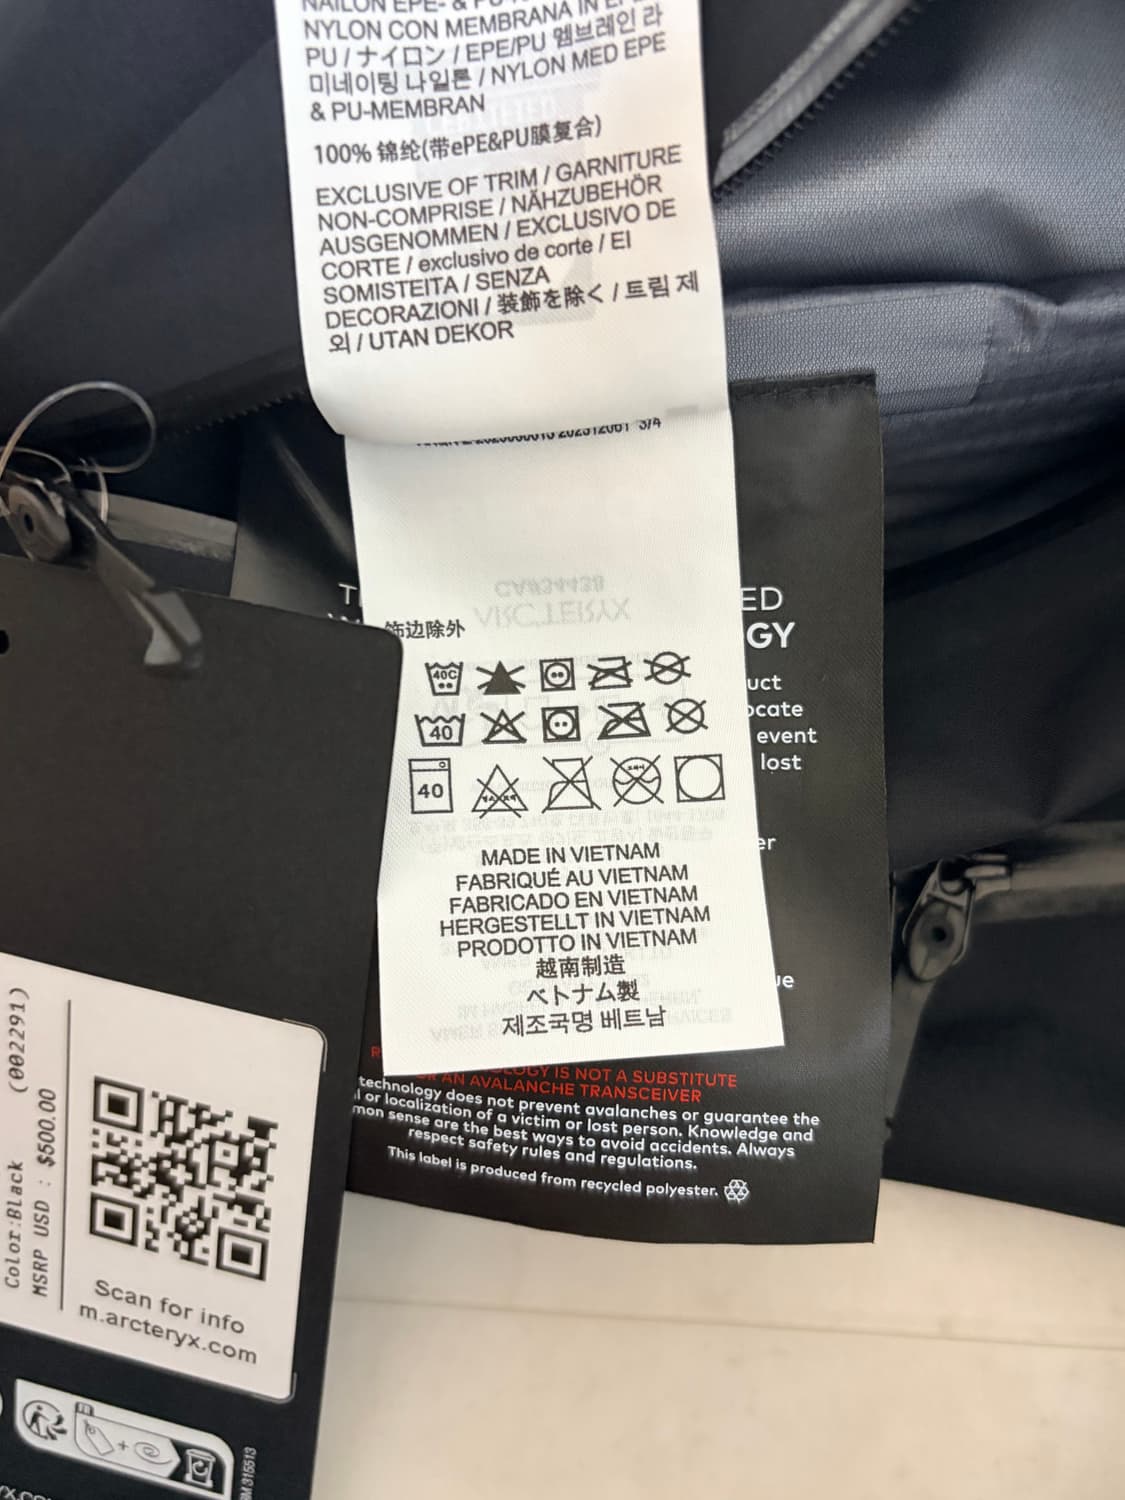 NYLON CON MEMBRANA IN
PU / ナイロン / EPE/PU 멤브레인 라
미네이팅 나일론 / NYLON MED EPE
& PU-MEMBRAN
100% 锦纶(带ePE&PU膜复合)
EXCLUSIVE OF TRIM / GARNITURE
NON-COMPRISE / NÄHZUBEHÖR
AUSGENOMMEN / EXCLUSIVO DE
CORTE / exclusivo de corte / EI
SOMISTEITA / SENZA
DECORAZIONI / 装飾を除く / 트림 제
외 / UTAN DEKOR
3/4
饰边除外
CA#34438
ARC'TERYX
40C
40
40
MADE IN VIETNAM
FABRIQUÉ AU VIETNAM
FABRICADO EN VIETNAM
HERGESTELLT IN VIETNAM
PRODOTTO IN VIETNAM
越南制造
ベトナム製
제조국명 베트남
ED
GY
uct
ocate
event
lost
er
ue
OLOGY IS NOT A SUBSTITUTE
AN AVALANCHE TRANSCEIVER
technology does not prevent avalanches or guarantee the
l or localization of a victim or lost person. Knowledge and
mon sense are the best ways to avoid accidents. Always
respect safety rules and regulations.
This label is produced from recycled polyester.
Color:Black (002291)
MSRP USD : $500.00
Scan for info
m.arcteryx.com